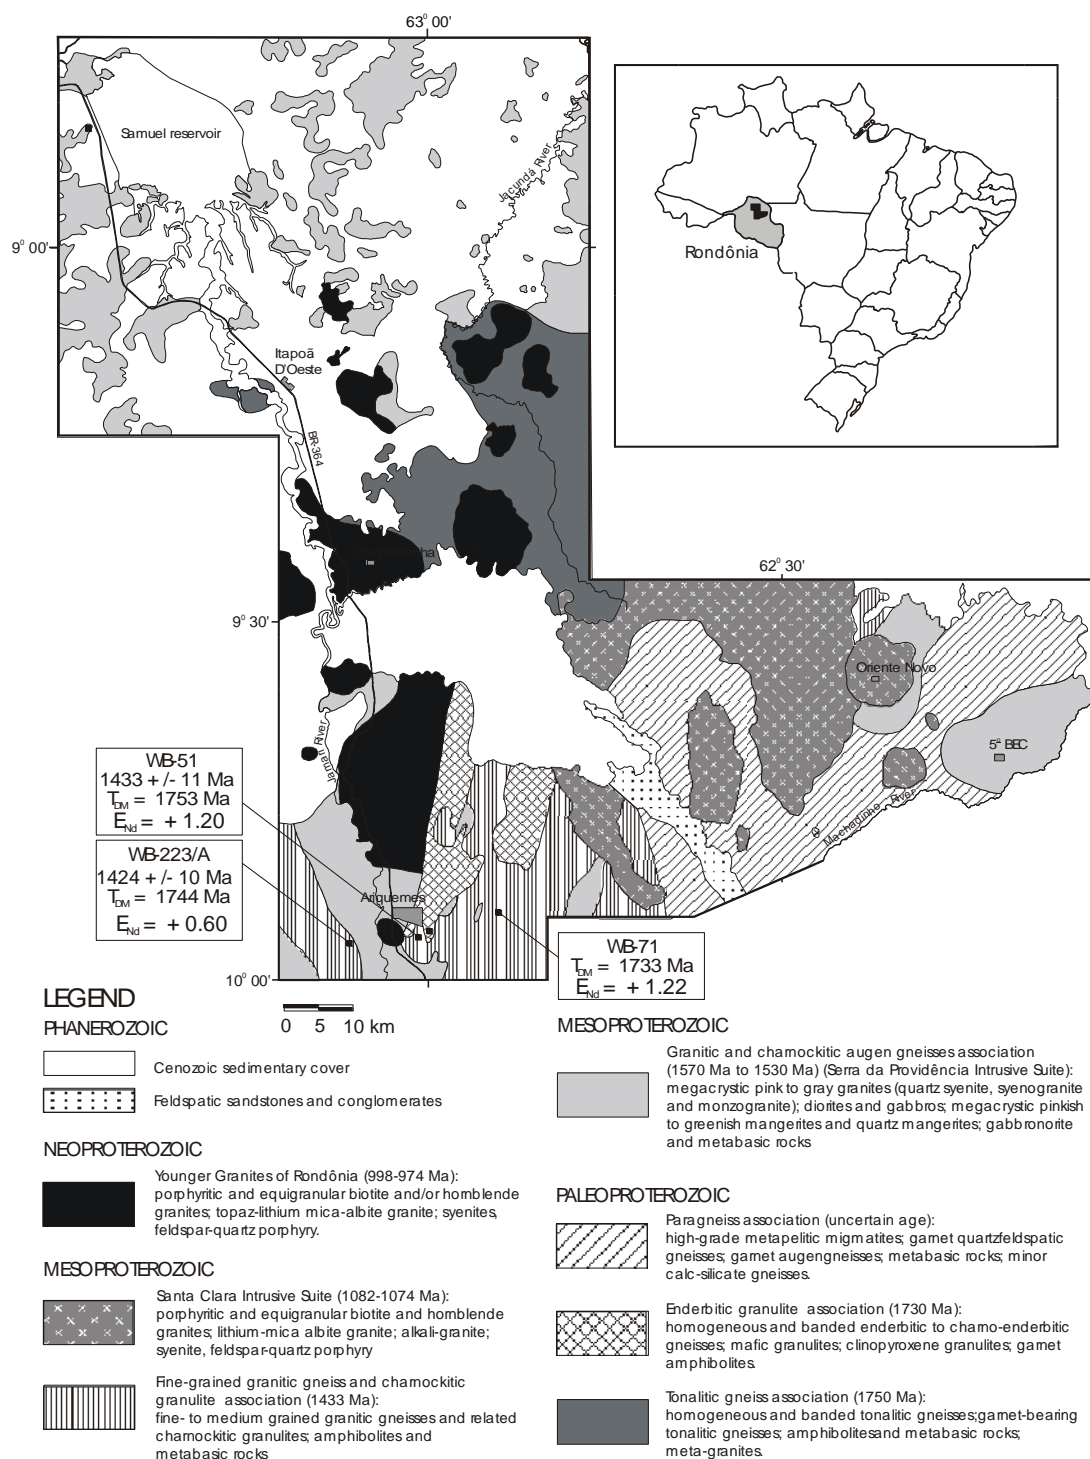 63° 00'
Samuel reservoir
Jacundá River
9° 00'
Rondônia
Itapoã
D'Oeste
BR-364
Cachoeirinha
62° 30'
9° 30'
Oriente Novo
5° BEC
Jamari River
Machadinho River
WB-51
1433 +/- 11 Ma
TDM = 1753 Ma
ENd = + 1.20
WB-223/A
1424 +/- 10 Ma
TDM = 1744 Ma
ENd = + 0.60
Ariquemes
WB-71
TDM = 1733 Ma
ENd = + 1.22
10° 00'
0 5 10 km
LEGEND
PHANEROZOIC
Cenozoic sedimentary cover
Feldspatic sandstones and conglomerates
NEOPROTEROZOIC
Younger Granites of Rondônia (998-974 Ma):
porphyritic and equigranular biotite and/or hornblende
granites; topaz-lithium mica-albite granite; syenites,
feldspar-quartz porphyry.
MESOPROTEROZOIC
Santa Clara Intrusive Suite (1082-1074 Ma):
porphyritic and equigranular biotite and hornblende
granites; lithium-mica albite granite; alkali-granite;
syenite, feldspar-quartz porphyry
Fine-grained granitic gneiss and charnockitic
granulite association (1433 Ma):
fine- to medium grained granitic gneisses and related
charnockitic granulites; amphibolites and
metabasic rocks
MESOPROTEROZOIC
Granitic and charnockitic augen gneisses association
(1570 Ma to 1530 Ma) (Serra da Providência Intrusive Suite):
megacrystic pink to gray granites (quartz syenite, syenogranite
and monzogranite); diorites and gabbros; megacrystic pinkish
to greenish mangerites and quartz mangerites; gabbronorite
and metabasic rocks
PALEOPROTEROZOIC
Paragneiss association (uncertain age):
high-grade metapelitic migmatites; garnet quartzfeldspatic
gneisses; garnet augengneisses; metabasic rocks; minor
calc-silicate gneisses.
Enderbitic granulite association (1730 Ma):
homogeneous and banded enderbitic to charno-enderbitic
gneisses; mafic granulites; clinopyroxene granulites; garnet
amphibolites.
Tonalitic gneiss association (1750 Ma):
homogeneous and banded tonalitic gneisses;garnet-bearing
tonalitic gneisses; amphibolitesand metabasic rocks;
meta-granites.